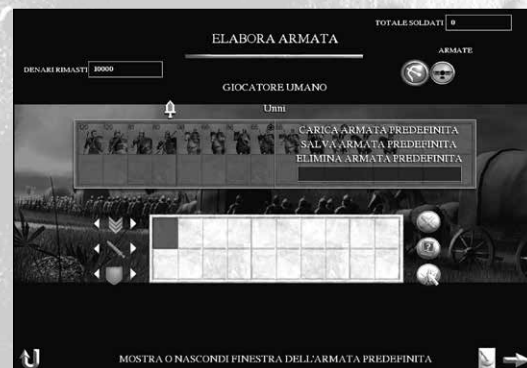 TOTALE SOLDATI 0
ELABORA ARMATA
ARMATE
DENARI RIMASTI 10000
GIOCATORE UMANO
Unni
CARICA ARMATA PREDEFINITA
SALVA ARMATA PREDEFINITA
ELIMINA ARMATA PREDEFINITA
MOSTRA O NASCONDI FINESTRA DELL'ARMATA PREDEFINITA